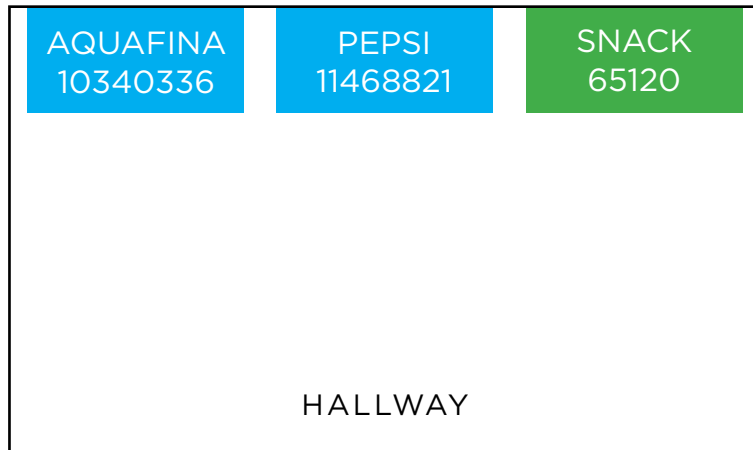 AQUAFINA
10340336
PEPSI
11468821
SNACK
65120
HALLWAY